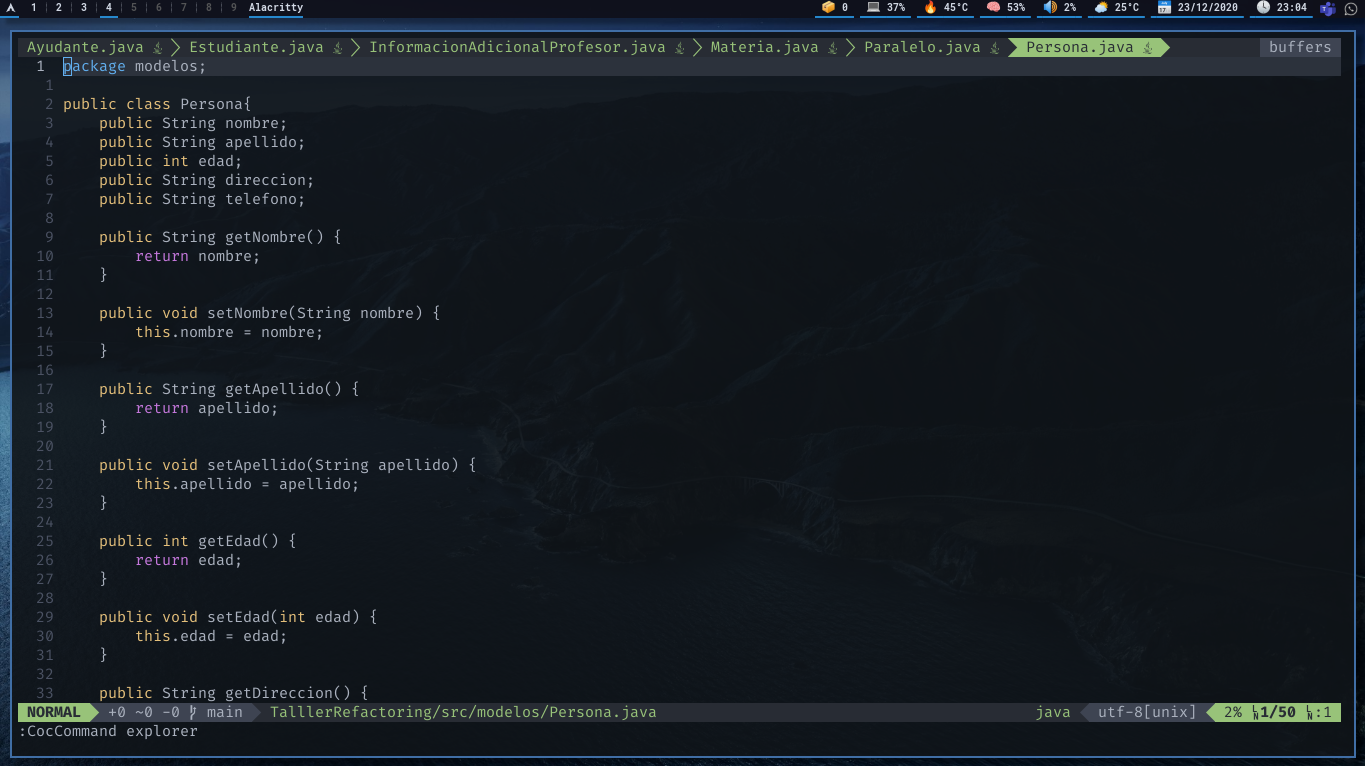 1 2 3 4 5 6 7 8 9 Alacritty 0 37% 45°C 53% 2% 25°C 23/12/2020 23:04
Ayudante.java Estudiante.java InformacionAdicionalProfesor.java Materia.java Paralelo.java Persona.java buffers
1 package modelos;
1
2 public class Persona{
3 public String nombre;
4 public String apellido;
5 public int edad;
6 public String direccion;
7 public String telefono;
8
9 public String getNombre() {
10 return nombre;
11 }
12
13 public void setNombre(String nombre) {
14 this.nombre = nombre;
15 }
16
17 public String getApellido() {
18 return apellido;
19 }
20
21 public void setApellido(String apellido) {
22 this.apellido = apellido;
23 }
24
25 public int getEdad() {
26 return edad;
27 }
28
29 public void setEdad(int edad) {
30 this.edad = edad;
31 }
32
33 public String getDireccion() {
NORMAL +0 ~0 -0 main TalllerRefactoring/src/modelos/Persona.java java utf-8[unix] 2% 1/50 :1
:CocCommand explorer